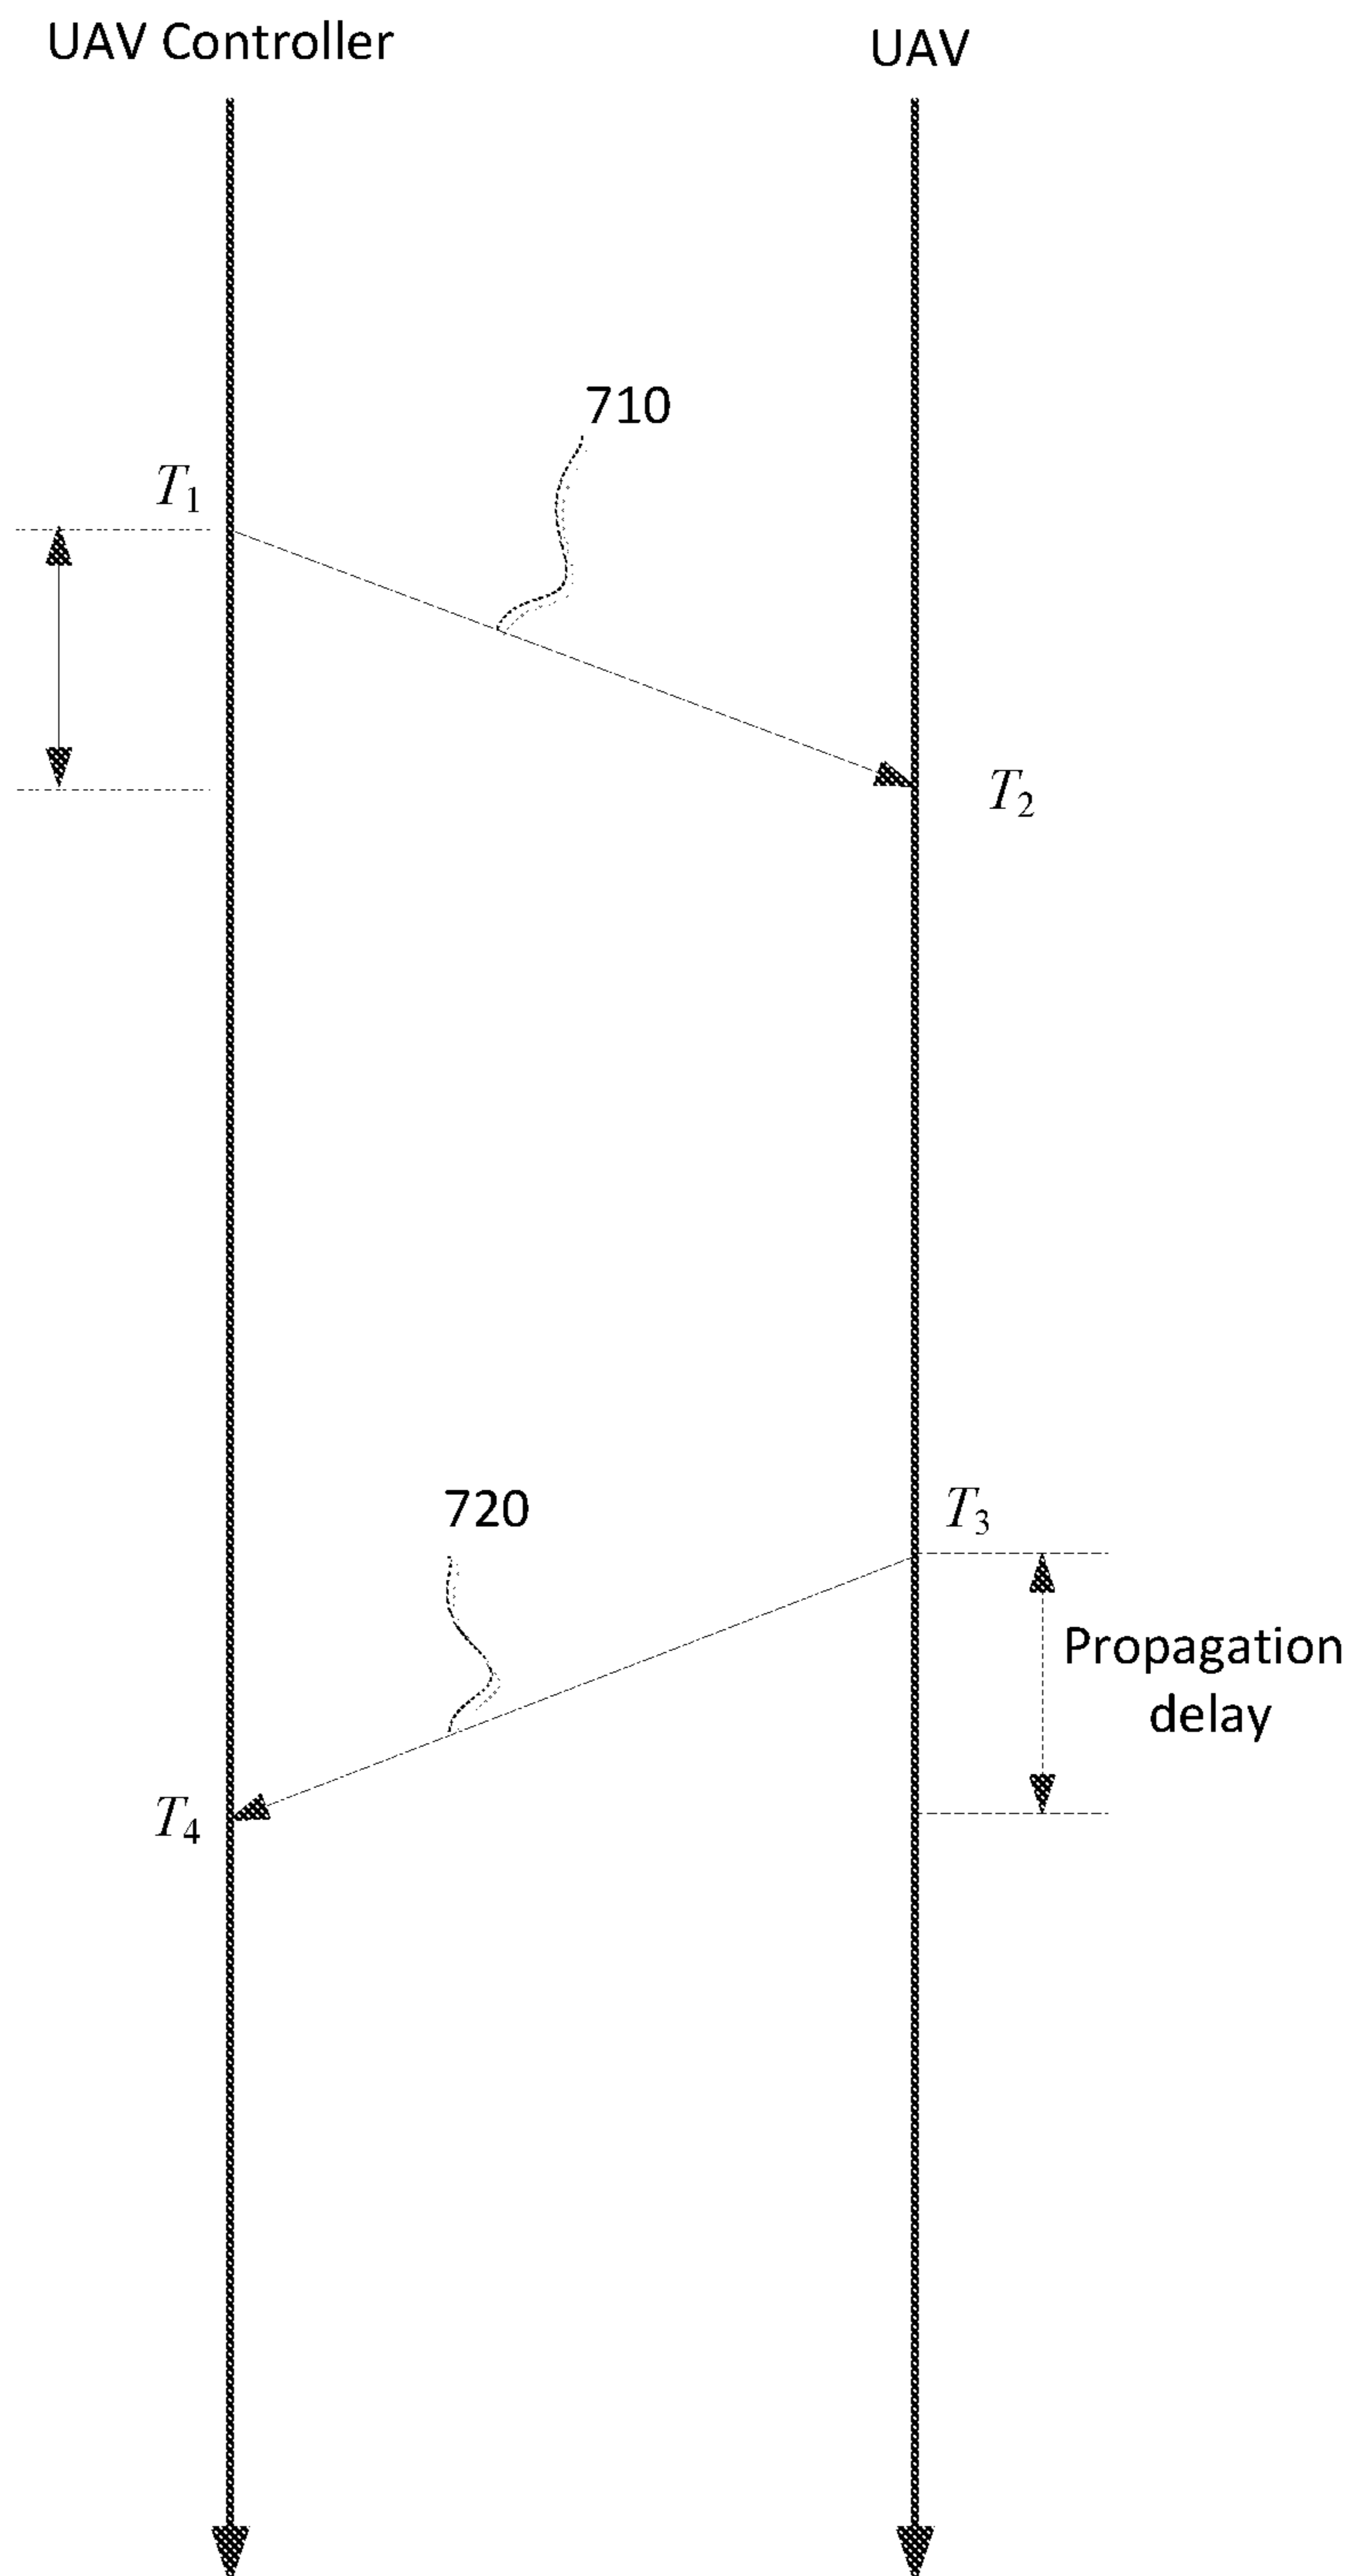 UAV Controller
UAV
710
T₁
T₂
720
T₃
Propagation
delay
T₄